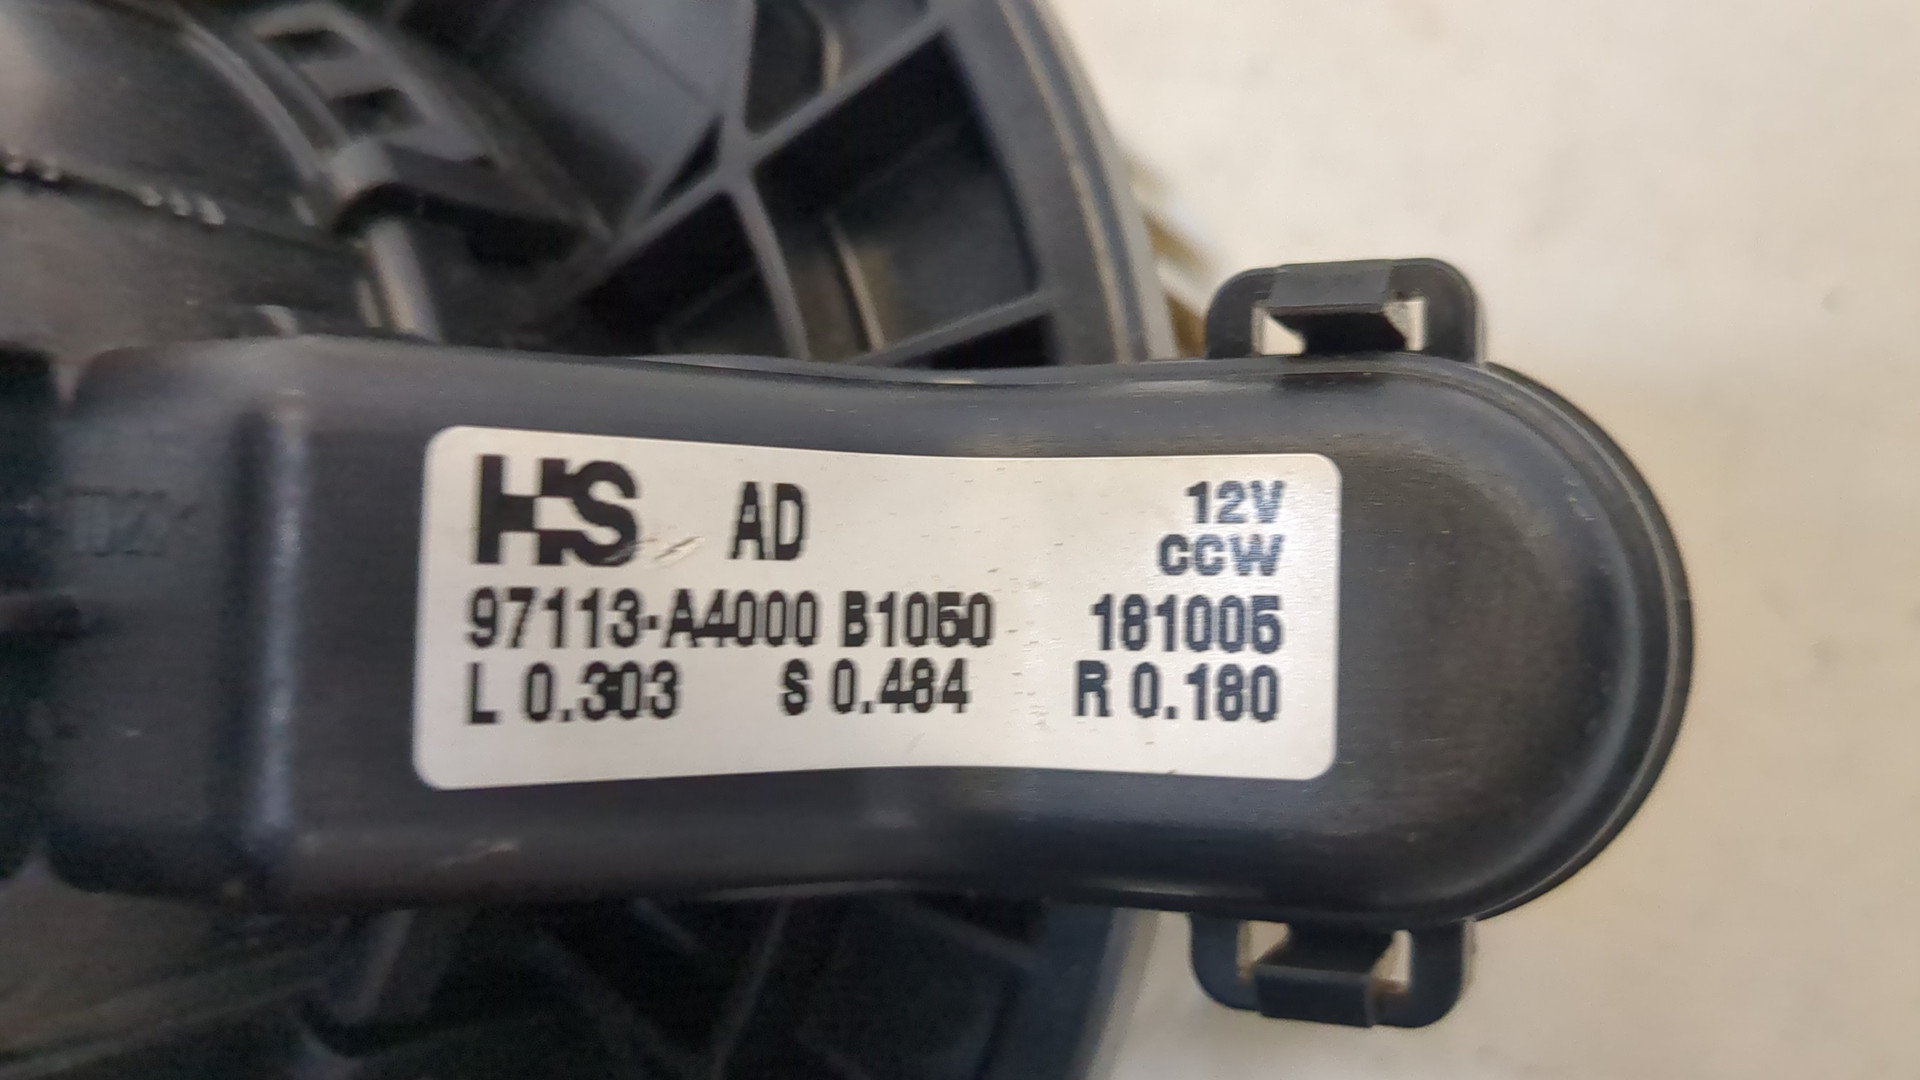 HS AD 12V
CCW
97113-A4000 B1050 181005
L 0.303 S 0.484 R 0.180